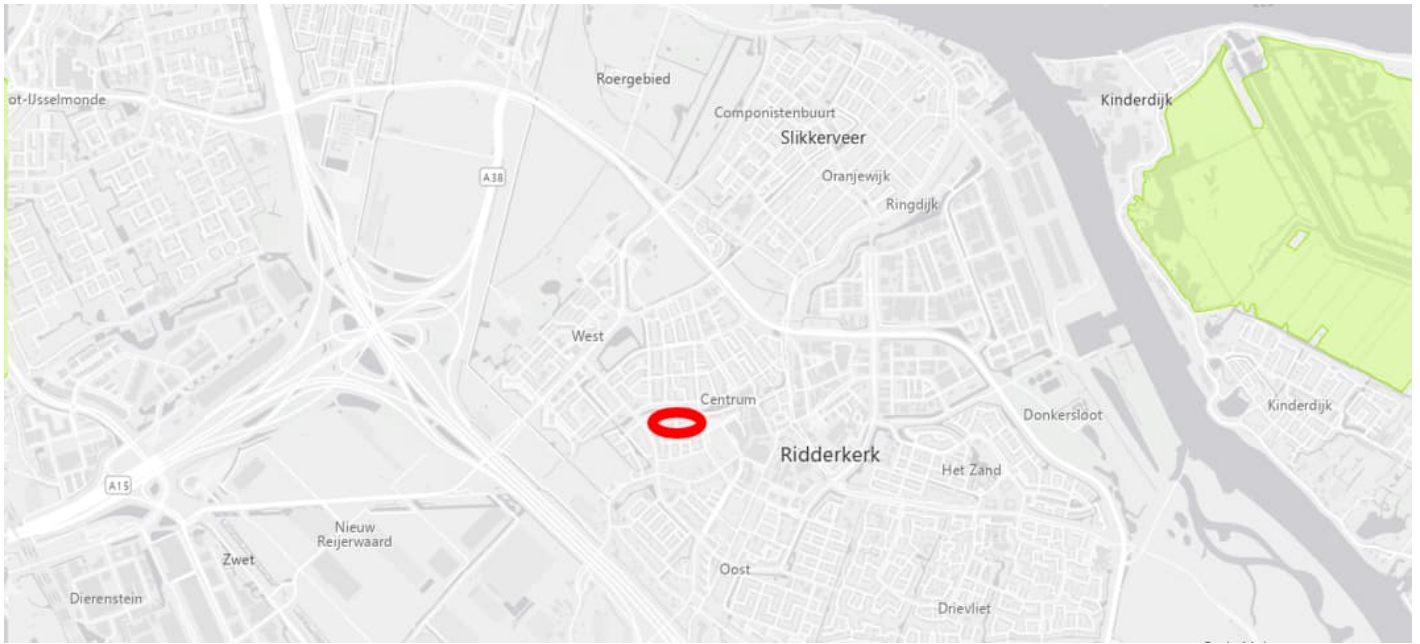 Roergebied
Kinderdijk
ot-IJsselmonde
Componistenbuurt
Slikkerveer
A38
Oranjewijk
Ringdijk
West
Centrum
Kinderdijk
Donkersloot
Ridderkerk
Het Zand
A15
Nieuw
Reijerwaard
Zwet
Oost
Dierenstein
Drievliet